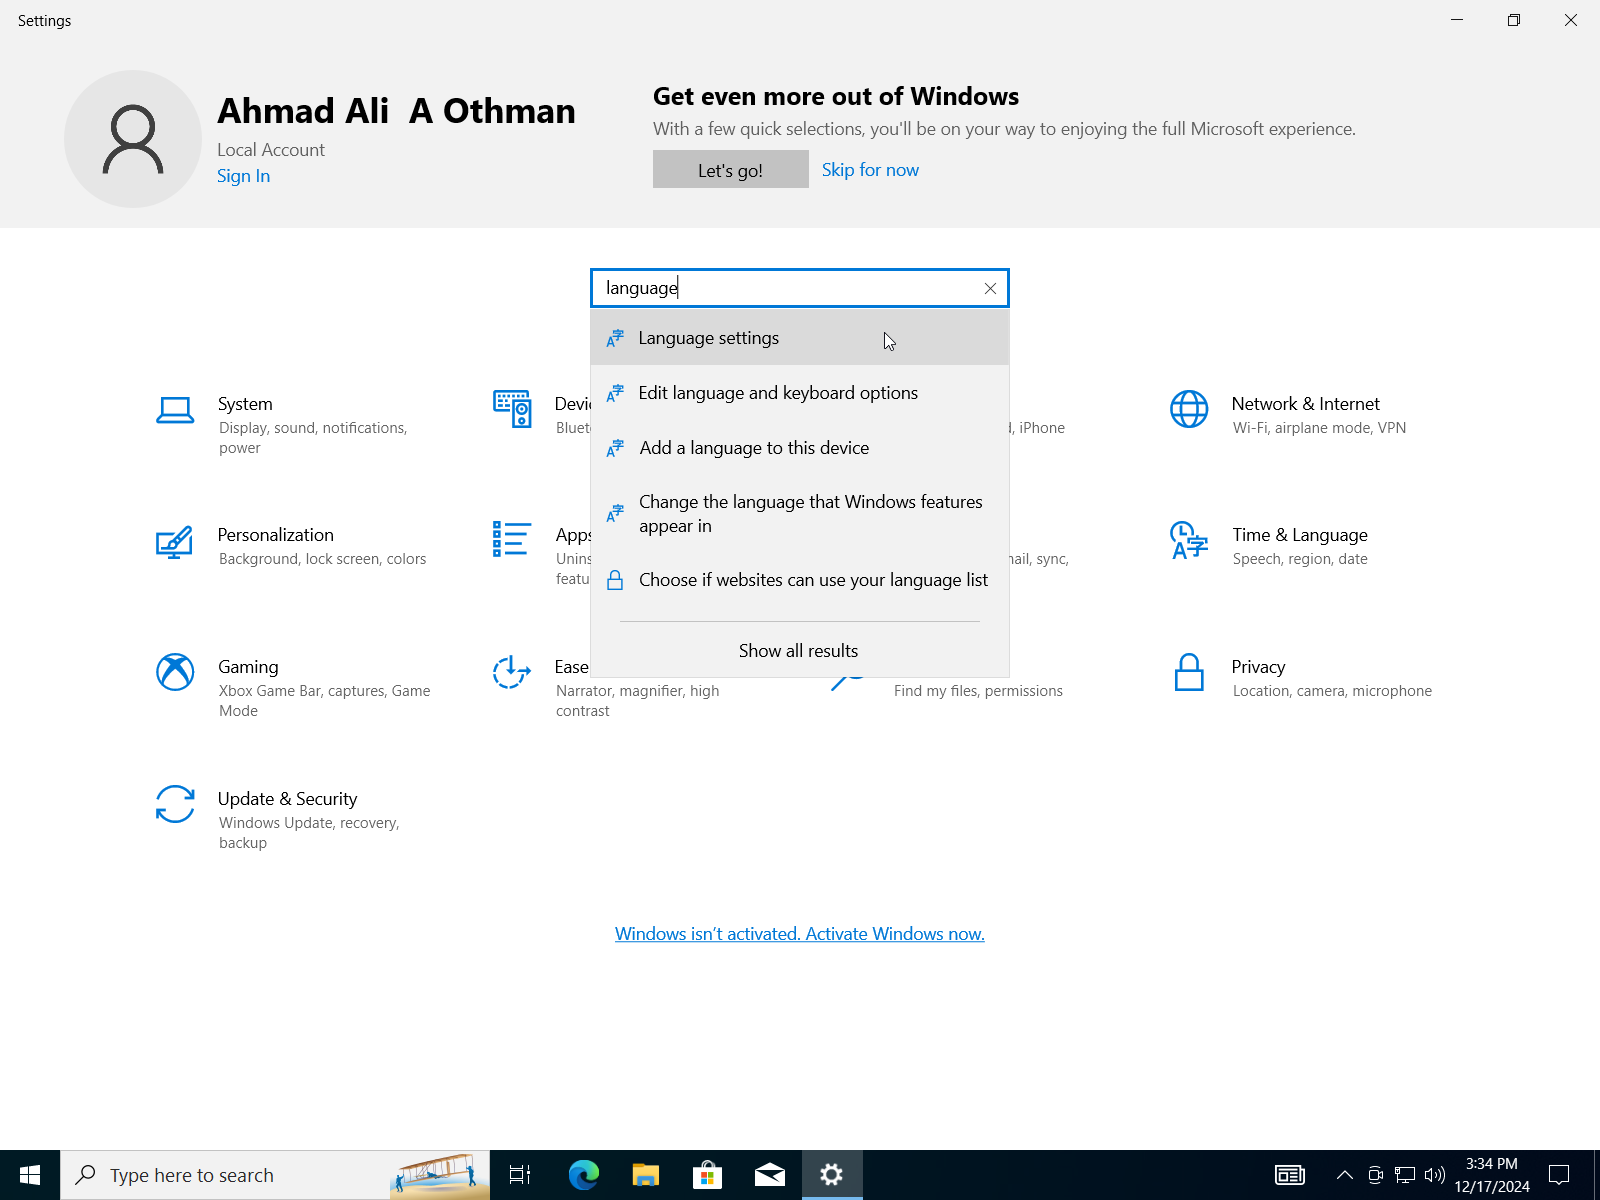 Settings
Ahmad Ali  A Othman
Local Account
Sign In
Get even more out of Windows
With a few quick selections, you'll be on your way to enjoying the full Microsoft experience.
Let's go!
Skip for now
language
Language settings
Edit language and keyboard options
Add a language to this device
Change the language that Windows features
appear in
Choose if websites can use your language list
Show all results
System
Display, sound, notifications,
power
Network & Internet
Wi-Fi, airplane mode, VPN
iPhone
Personalization
Background, lock screen, colors
Apps
Time & Language
Speech, region, date
sync,
Gaming
Xbox Game Bar, captures, Game
Mode
Ease
Narrator, magnifier, high
contrast
Find my files, permissions
Privacy
Location, camera, microphone
Update & Security
Windows Update, recovery,
backup
Windows isn't activated. Activate Windows now.
Type here to search
3:34 PM
12/17/2024